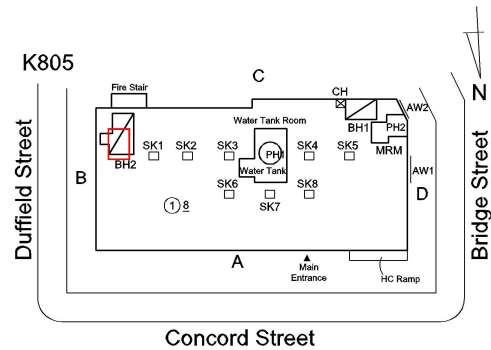 K805
Fire Stair
C
N
CH
AW2
Water Tank Room
BH1
PH2
SK1
SK2
SK3
PH1
SK4
SK5
MRM
BH2
Water Tank
AW1
B
D
SK6
SK7
SK8
1 8
A
Main
Entrance
HC Ramp
Duffield Street
Bridge Street
Concord Street